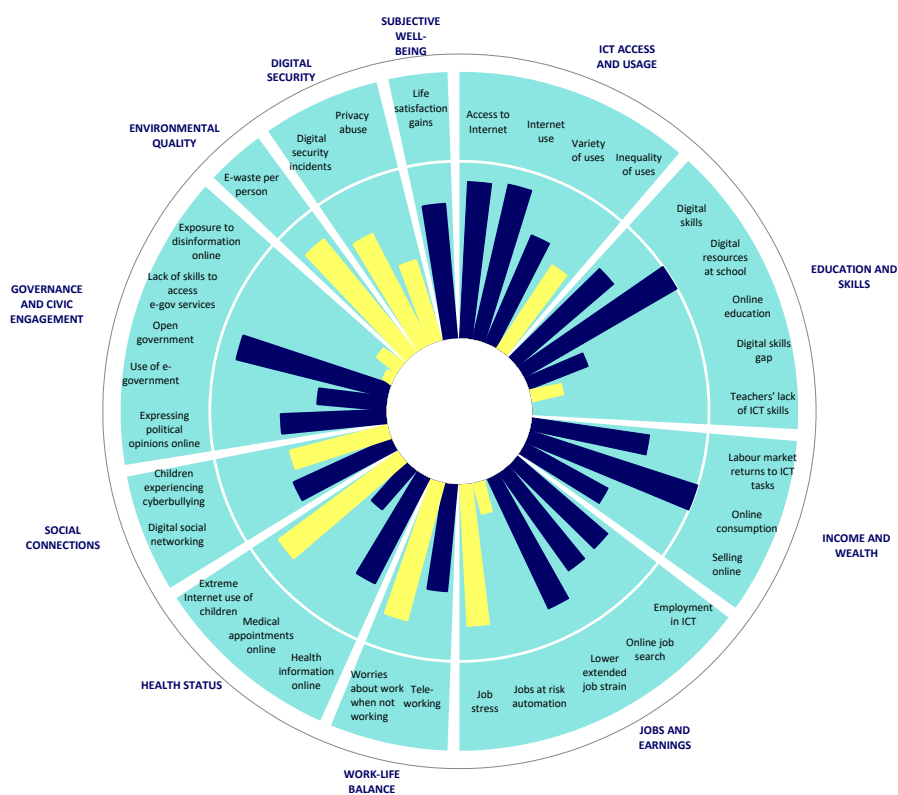 SUBJECTIVE
WELL-
BEING
ICT ACCESS
AND USAGE
DIGITAL
SECURITY
ENVIRONMENTAL
QUALITY
GOVERNANCE
AND CIVIC
ENGAGEMENT
EDUCATION AND
SKILLS
SOCIAL
CONNECTIONS
INCOME AND
WEALTH
HEALTH STATUS
JOBS AND
EARNINGS
WORK-LIFE
BALANCE
Life
satisfaction
gains
Access to
Internet
Internet
use
Variety
of uses
Inequality
of uses
Digital
skills
Digital
resources
at school
Online
education
Digital skills
gap
Teachers' lack
of ICT skills
Labour market
returns to ICT
tasks
Online
consumption
Selling
online
Employment
in ICT
Online job
search
Lower
extended
job strain
Jobs at risk
automation
Job
stress
Tele-
working
Worries
about work
when not
working
Health
information
online
Medical
appointments
online
Extreme
Internet use of
children
Digital social
networking
Children
experiencing
cyberbullying
Expressing
political
opinions online
Use of e-
government
Open
government
Lack of skills to
access
e-gov services
Exposure to
disinformation
online
E-waste per
person
Digital
security
incidents
Privacy
abuse